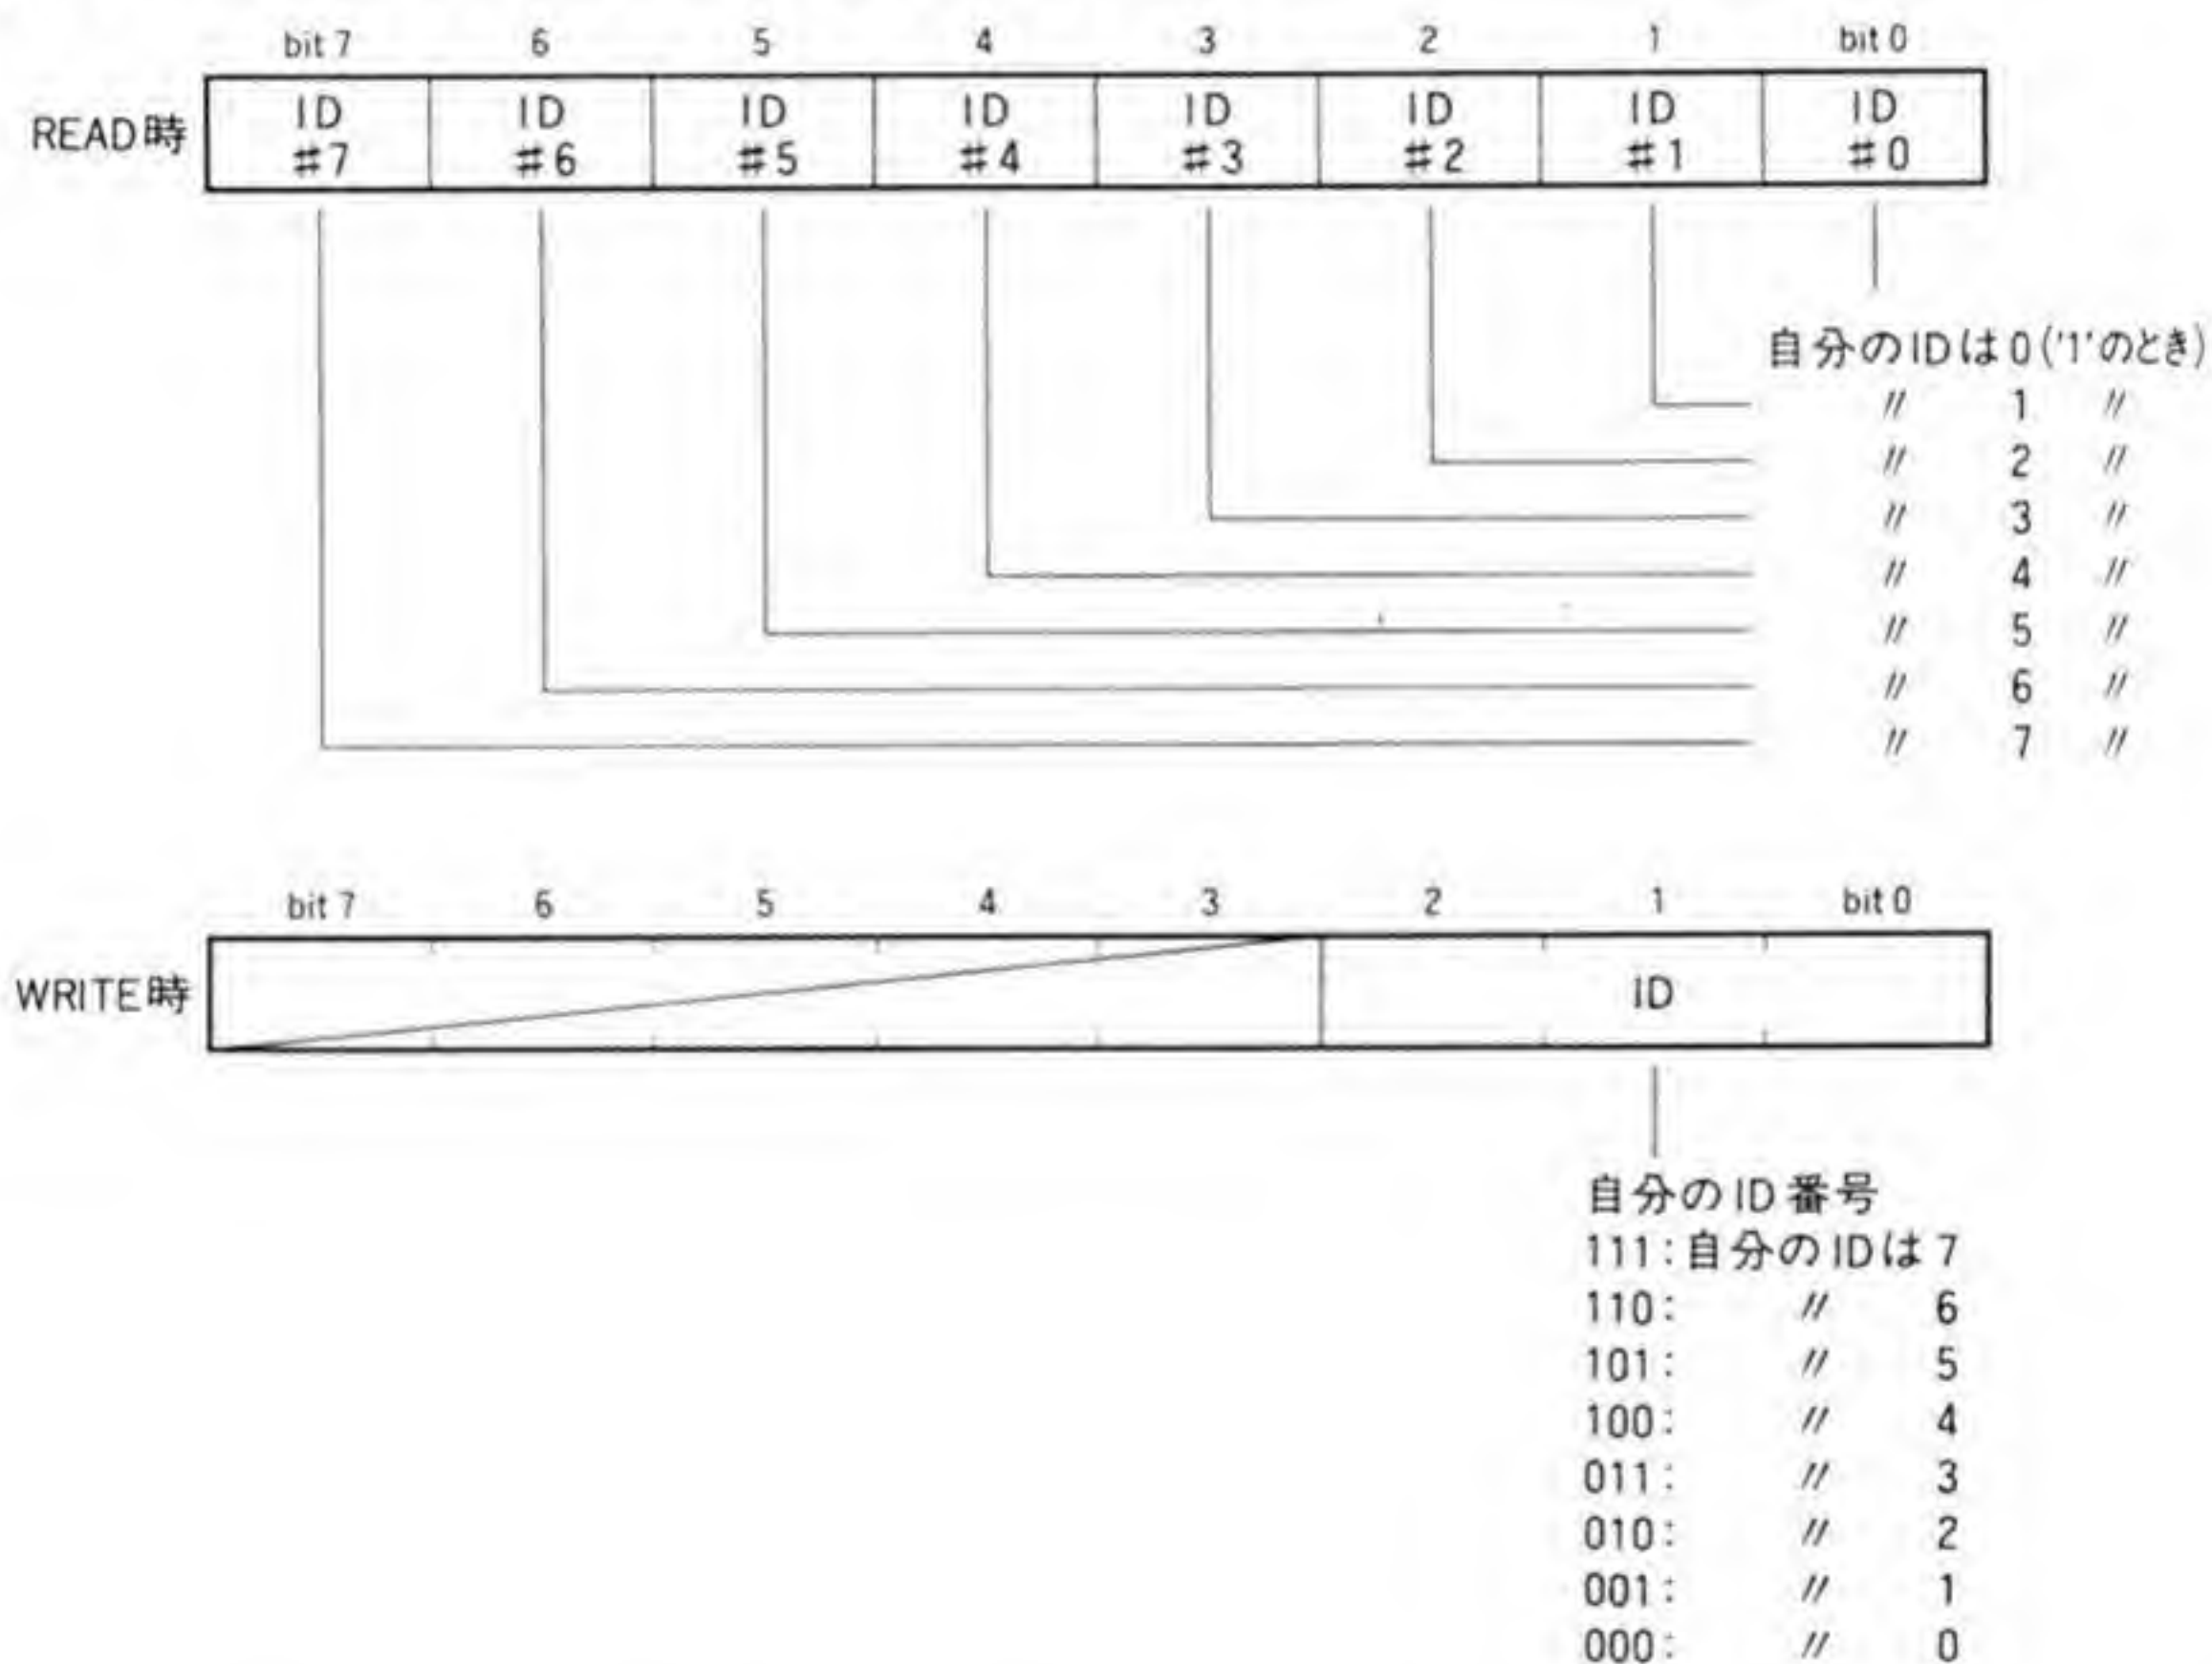 bit 7 6 5 4 3 2 1 bit 0
READ時 ID #7 ID #6 ID #5 ID #4 ID #3 ID #2 ID #1 ID #0
自分のIDは0('1'のとき)
〃 1 〃
〃 2 〃
〃 3 〃
〃 4 〃
〃 5 〃
〃 6 〃
〃 7 〃
bit 7 6 5 4 3 2 1 bit 0
WRITE時 ID
自分のID番号
111:自分のIDは7
110: 〃 6
101: 〃 5
100: 〃 4
011: 〃 3
010: 〃 2
001: 〃 1
000: 〃 0